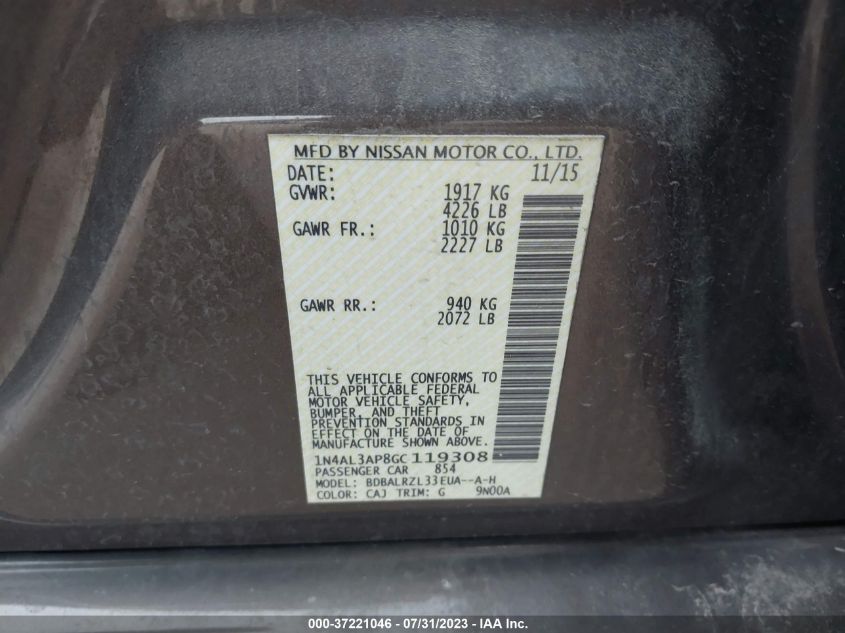 MFD BY NISSAN MOTOR CO., LTD.
DATE: 11/15
GVWR: 1917 KG
4226 LB
GAWR FR.: 1010 KG
2227 LB
GAWR RR.: 940 KG
2072 LB
THIS VEHICLE CONFORMS TO
ALL APPLICABLE FEDERAL
MOTOR VEHICLE SAFETY,
BUMPER, AND THEFT
PREVENTION STANDARDS IN
EFFECT ON THE DATE OF
MANUFACTURE SHOWN ABOVE.
1N4AL3AP8GC119308
PASSENGER CAR 854
MODEL: BDBALRZL33EUA--A-H
COLOR: CAJ TRIM: G 9N00A
000-37221046 - 07/31/2023 - IAA, Inc.